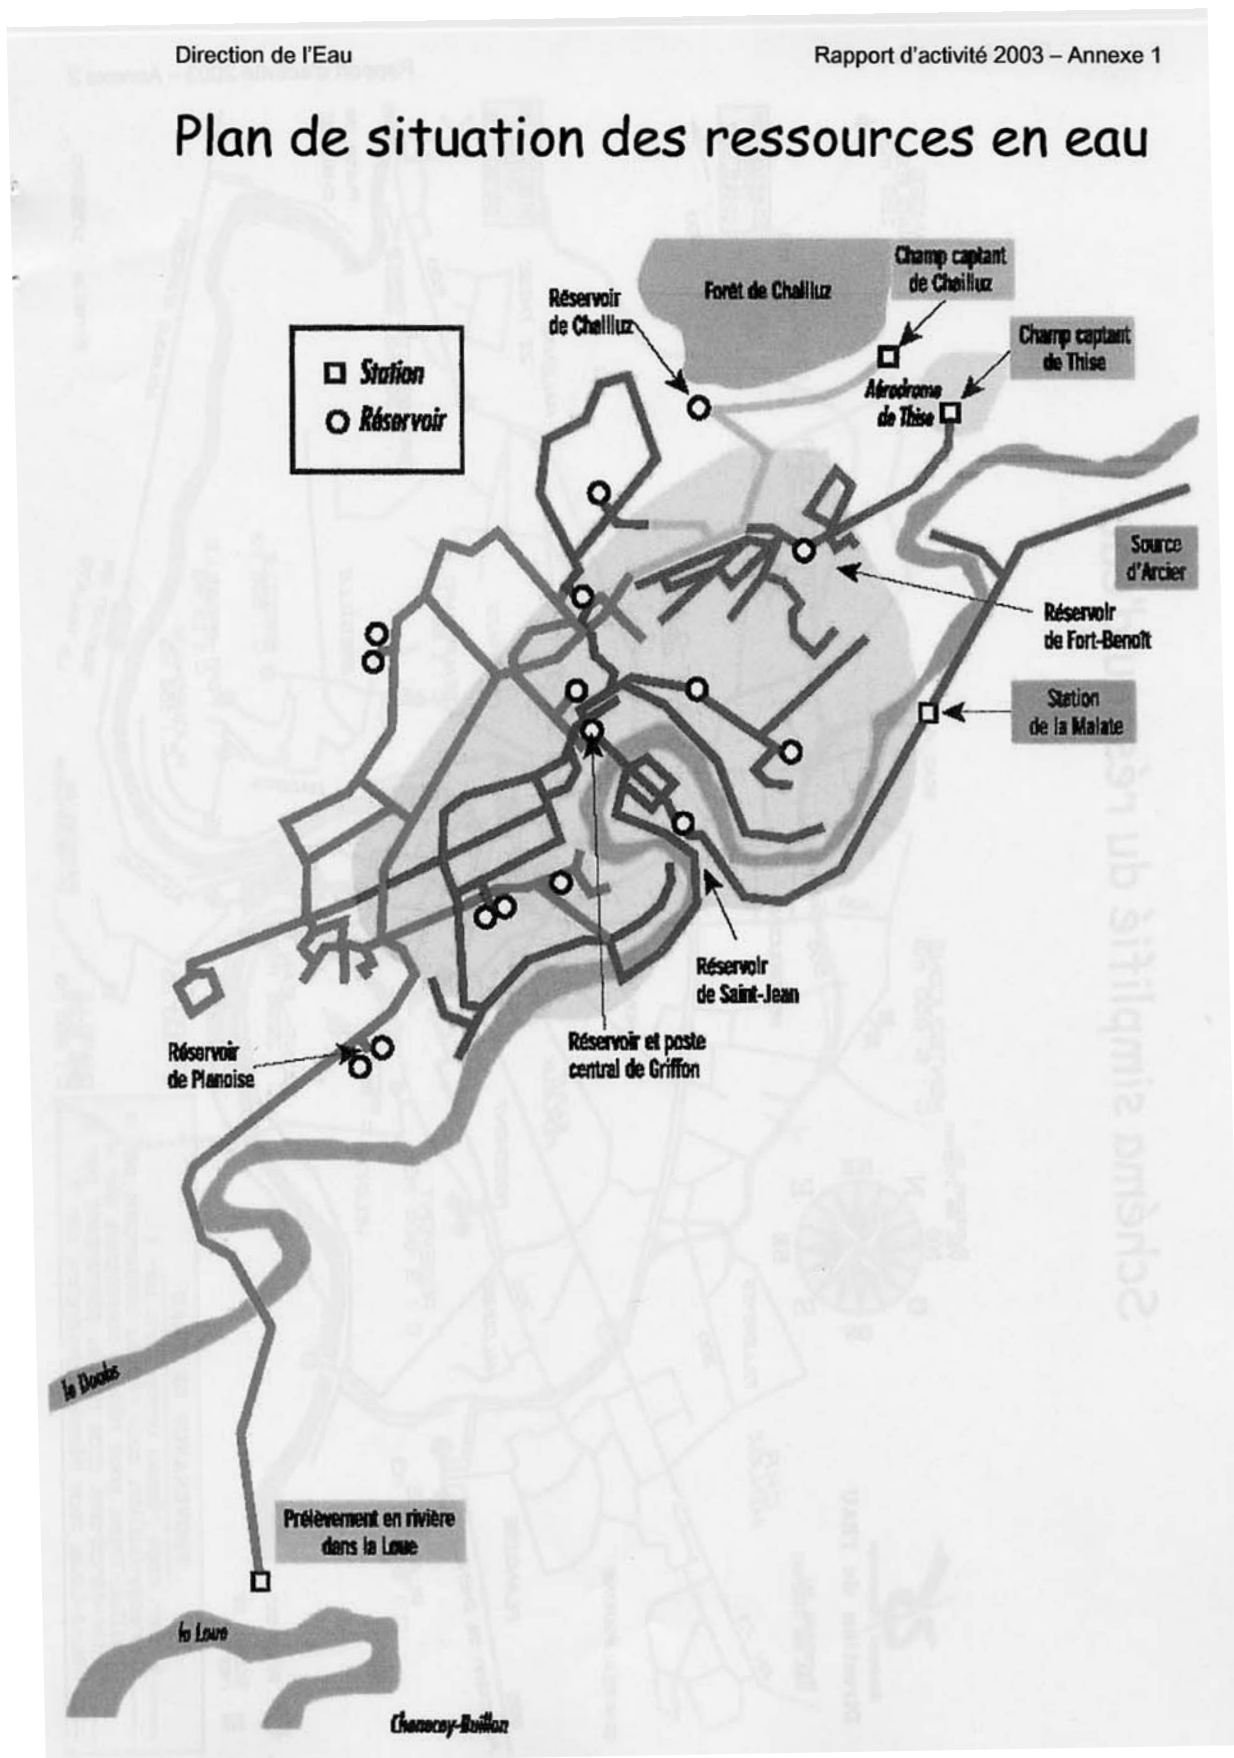 Direction de l'Eau
Rapport d'activité 2003 – Annexe 1
Plan de situation des ressources en eau
Forêt de Chailluz
Champ captant
de Chailluz
Réservoir
de Chailluz
Champ captant
de Thise
Station
Réservoir
Aérodrome
de Thise
Source
d'Arcier
Réservoir
de Fort-Benoît
Station
de la Malate
Réservoir
de Saint-Jean
Réservoir et poste
central de Griffon
Réservoir
de Planoise
le Doubs
Prélèvement en rivière
dans la Loue
la Loue
Chenecey-Buillon